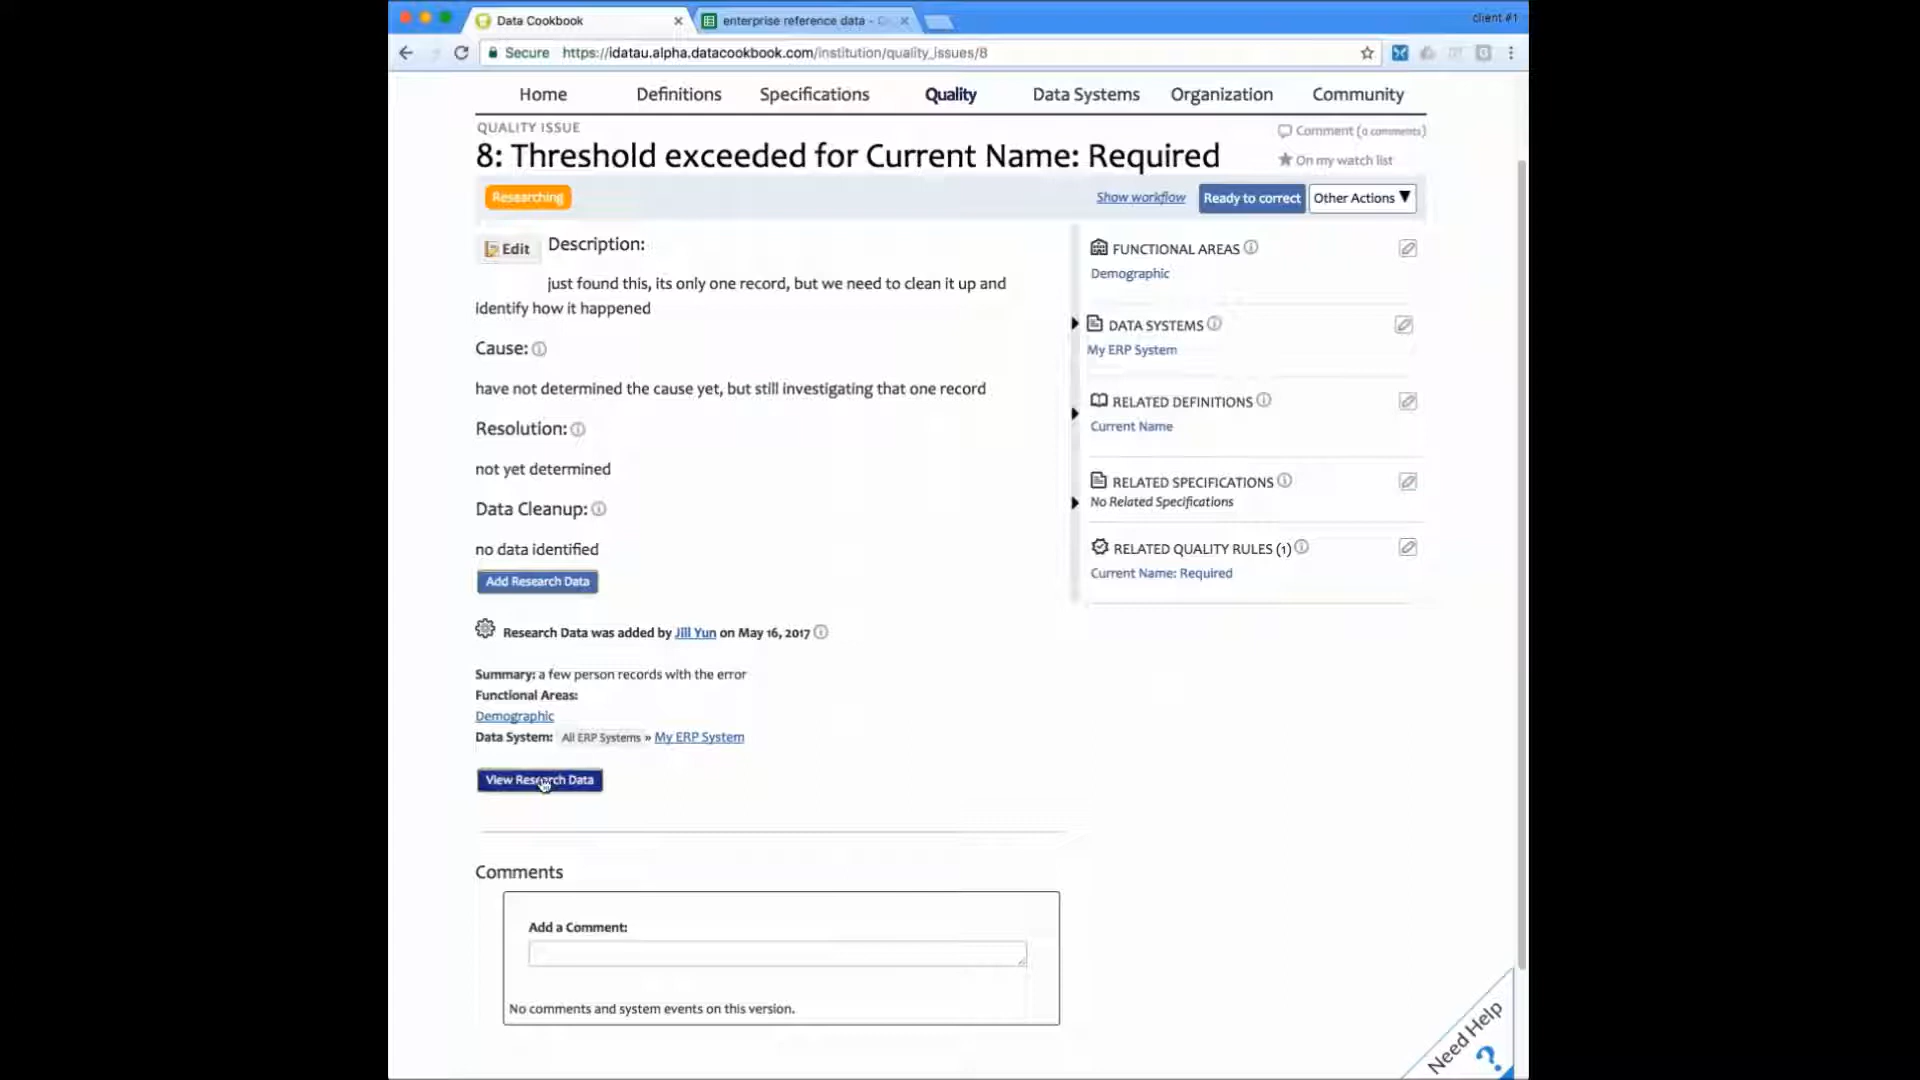 Data Cookbook
enterprise reference data -
client #1
Secure https://idatau.alpha.datacookbook.com/institution/quality_issues/8
Home Definitions Specifications Quality Data Systems Organization Community
QUALITY ISSUE
Comment (0 comments)
8: Threshold exceeded for Current Name: Required
On my watch list
Researching
Show workflow Ready to correct Other Actions ▼
Edit Description:
just found this, its only one record, but we need to clean it up and
identify how it happened
Cause:
have not determined the cause yet, but still investigating that one record
Resolution:
not yet determined
Data Cleanup:
no data identified
Add Research Data
Research Data was added by Jill Yun on May 16, 2017
Summary: a few person records with the error
Functional Areas:
Demographic
Data System: All ERP Systems » My ERP System
View Research Data
FUNCTIONAL AREAS
Demographic
DATA SYSTEMS
My ERP System
RELATED DEFINITIONS
Current Name
RELATED SPECIFICATIONS
No Related Specifications
RELATED QUALITY RULES (1)
Current Name: Required
Comments
Add a Comment:
No comments and system events on this version.
Need Help
?